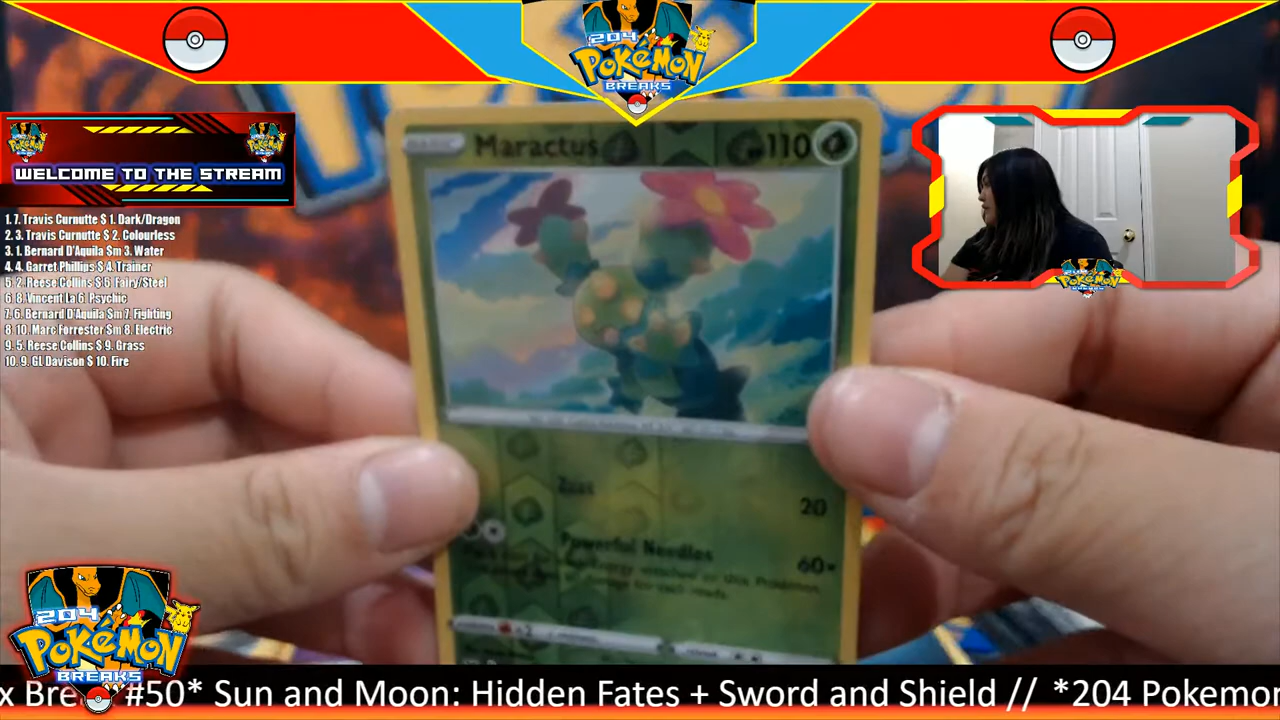 204
POKéMON
BREAKS
WELCOME TO THE STREAM
1. 7. Travis Curnutte $ 1. Dark/Dragon
2. 3. Travis Curnutte $ 2. Colourless
3. 1. Bernard D'Aquila $m 3. Water
4. 4. Garret Phillips $ 4. Trainer
5 2. Reese Collins $ 6. Fairy/Steel
6 8 Vincent La 6. Psychic
7. 6. Bernard D'Aquila $m 7. Fighting
8 10. Marc Forrester $m 8. Electric
9. 5. Reese Collins $ 9. Grass
10. 9. GL Davison $ 10. Fire
Maractus 110
20
Powerful Needles 60×
204
POKéMON
BREAKS
x Bre #50* Sun and Moon: Hidden Fates + Sword and Shield // *204 Pokemon